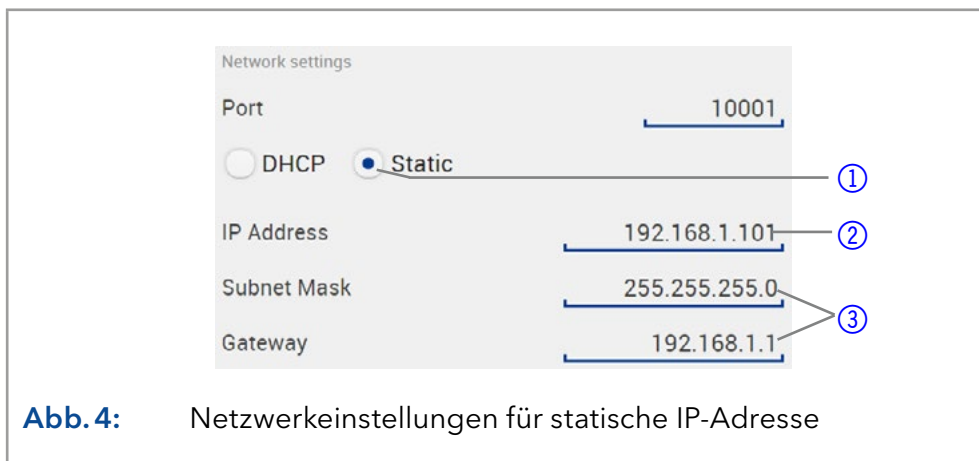 Network settings
Port 10001
DHCP Static
①
IP Address 192.168.1.101 ②
Subnet Mask 255.255.255.0
③
Gateway 192.168.1.1
Abb. 4: Netzwerkeinstellungen für statische IP-Adresse